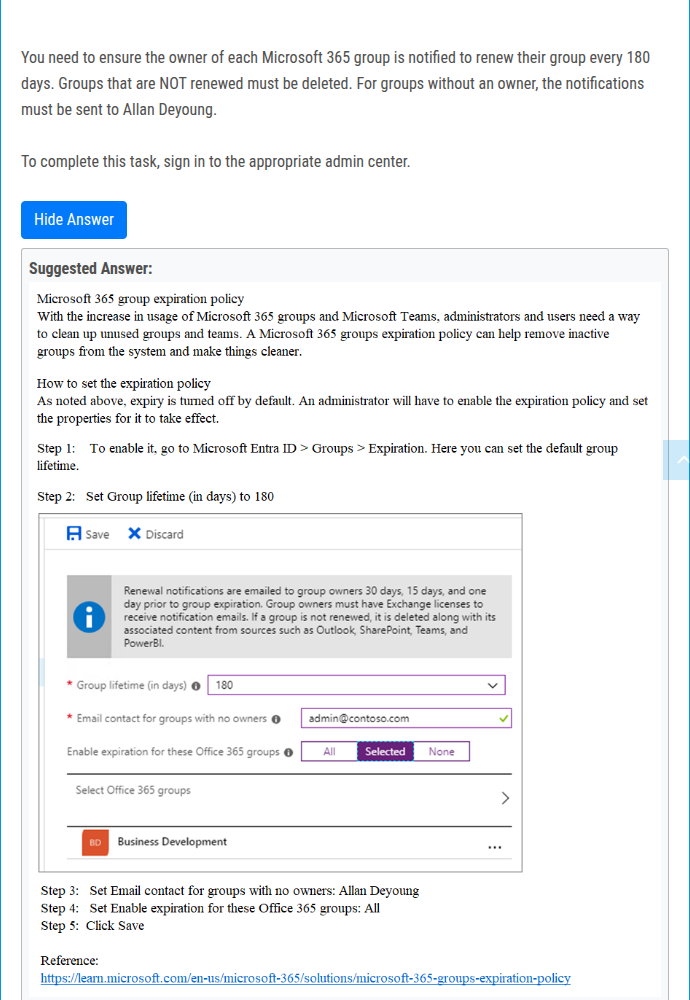 You need to ensure the owner of each Microsoft 365 group is notified to renew their group every 180
days. Groups that are NOT renewed must be deleted. For groups without an owner, the notifications
must be sent to Allan Deyoung.
To complete this task, sign in to the appropriate admin center.
Hide Answer
Suggested Answer:
Microsoft 365 group expiration policy
With the increase in usage of Microsoft 365 groups and Microsoft Teams, administrators and users need a way
to clean up unused groups and teams. A Microsoft 365 groups expiration policy can help remove inactive
groups from the system and make things cleaner.
How to set the expiration policy
As noted above, expiry is turned off by default. An administrator will have to enable the expiration policy and set
the properties for it to take effect.
Step 1: To enable it, go to Microsoft Entra ID > Groups > Expiration. Here you can set the default group
lifetime.
Step 2: Set Group lifetime (in days) to 180
Save Discard
Renewal notifications are emailed to group owners 30 days, 15 days, and one
day prior to group expiration. Group owners must have Exchange licenses to
receive notification emails. If a group is not renewed, it is deleted along with its
associated content from sources such as Outlook, SharePoint, Teams, and
PowerBI.
* Group lifetime (in days) 180
* Email contact for groups with no owners admin@contoso.com
Enable expiration for these Office 365 groups All Selected None
Select Office 365 groups
BD Business Development ...
Step 3: Set Email contact for groups with no owners: Allan Deyoung
Step 4: Set Enable expiration for these Office 365 groups: All
Step 5: Click Save
Reference:
https://learn.microsoft.com/en-us/microsoft-365/solutions/microsoft-365-groups-expiration-policy